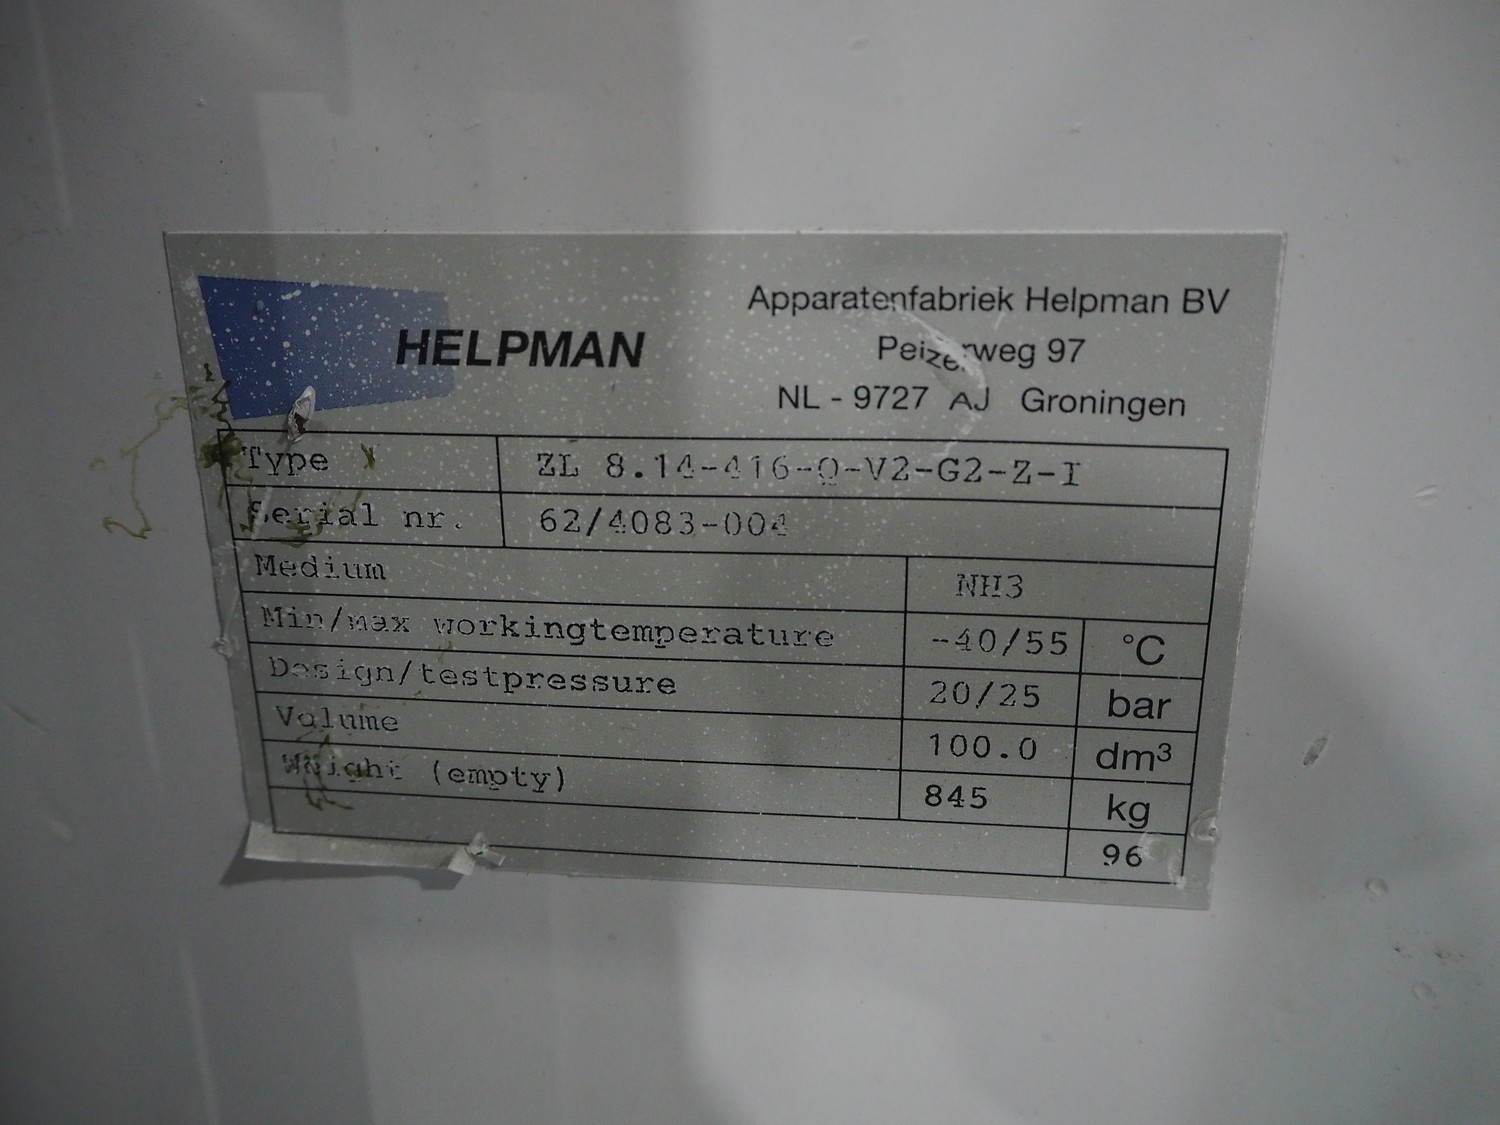 HELPMAN
Apparatenfabriek Helpman BV
Peizerweg 97
NL - 9727 AJ Groningen
Type ZL 8.14-416-Q-V2-G2-Z-I
Serial nr. 62/4083-004
Medium NH3
Min/max workingtemperature -40/55 °C
Design/testpressure 20/25 bar
Volume 100.0 dm³
Weight (empty) 845 kg
96